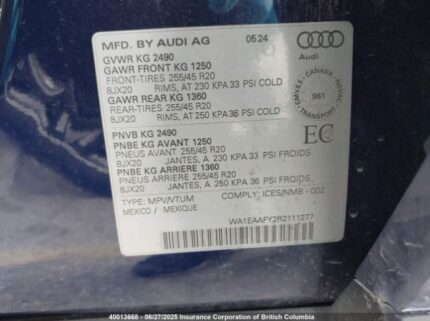 MFD. BY AUDI AG 05 24
GVWR KG 2490
GAWR FRONT KG 1250
FRONT-TIRES 255/45 R20
8JX20 RIMS, AT 230 KPA 33 PSI COLD
GAWR REAR KG 1360
REAR-TIRES 255/45 R20
8JX20 RIMS, AT 250 KPA 36 PSI COLD
Audi
CMVSS - CANADA - NSVAC
961
TRANSPORT
PNVB KG 2490
PNBE KG AVANT 1250
PNEUS AVANT 255/45 R20
8JX20 JANTES, A 230 KPA 33 PSI FROIDS
PNBE KG ARRIERE 1360
PNEUS ARRIERE 255/45 R20
8JX20 JANTES, A 250 KPA 36 PSI FROIDS
EC
TYPE: MPV/VTUM COMPLY: ICES/NMB - 002
MEXICO / MEXIQUE
WA1EAAFY2R2111277
40013668 - 06/27/2025 Insurance Corporation of British Columbia